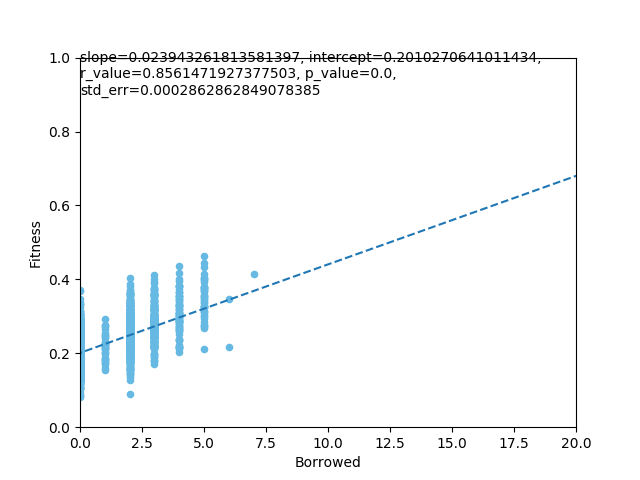 slope=0.023943261813581397, intercept=0.2010270641011434,
r_value=0.8561471927377503, p_value=0.0,
std_err=0.0002862862849078385
1.0
0.8
0.6
0.4
0.2
0.0
Fitness
0.0 2.5 5.0 7.5 10.0 12.5 15.0 17.5 20.0
Borrowed